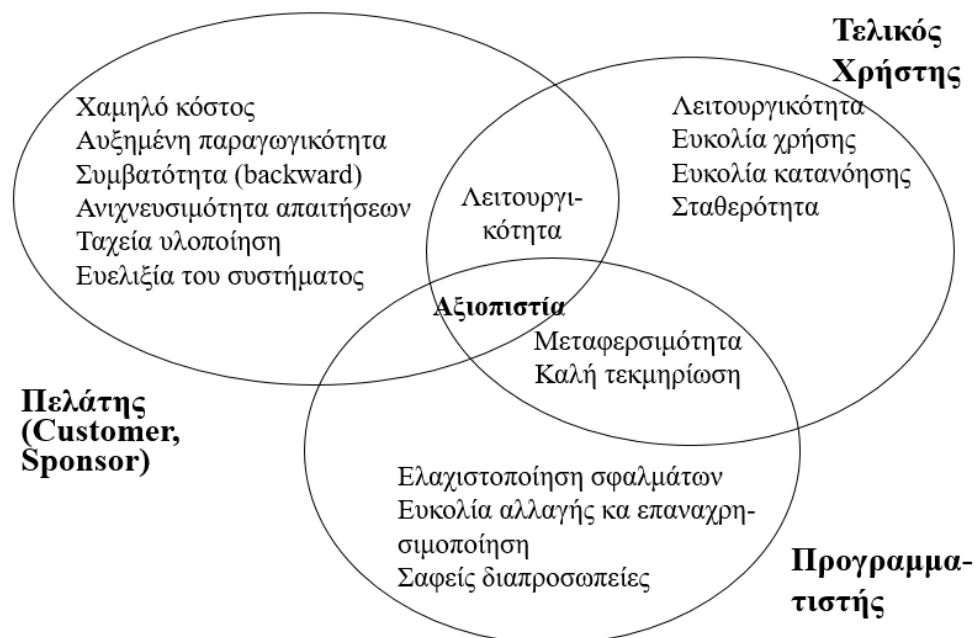 Τελικός
Χρήστης
Χαμηλό κόστος
Αυξημένη παραγωγικότητα
Συμβατότητα (backward)
Ανιχνευσιμότητα απαιτήσεων
Ταχεία υλοποίηση
Ευελιξία του συστήματος
Λειτουργι-
κότητα
Λειτουργικότητα
Ευκολία χρήσης
Ευκολία κατανόησης
Σταθερότητα
Αξιοπιστία
Μεταφερσιμότητα
Καλή τεκμηρίωση
Πελάτης
(Customer,
Sponsor)
Ελαχιστοποίηση σφαλμάτων
Ευκολία αλλαγής κα επαναχρη-
σιμοποίηση
Σαφείς διαπροσωπείες
Προγραμμα-
τιστής